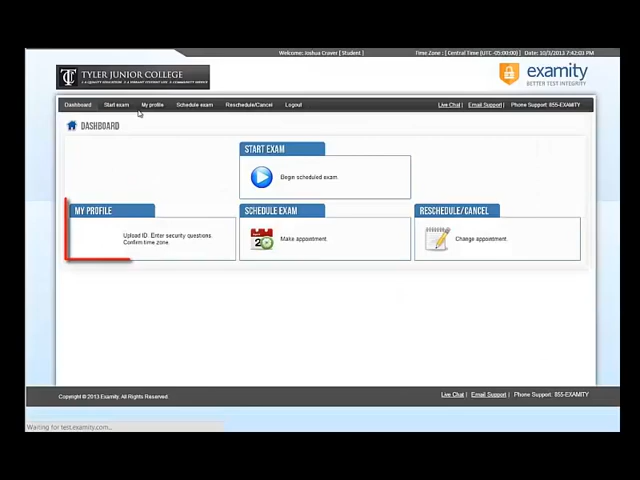 Welcome: Joshua Craver [ Student ] Time Zone : [ Central Time (UTC -05:00:00) ] Date: 10/3/2013 7:42:03 PM
TYLER JUNIOR COLLEGE
examity
BETTER TEST INTEGRITY
Dashboard Start exam My profile Schedule exam Reschedule/Cancel Logout Live Chat | Email Support | Phone Support: 855-EXAMITY
DASHBOARD
START EXAM
Begin scheduled exam.
MY PROFILE SCHEDULE EXAM RESCHEDULE/CANCEL
Upload ID. Enter security questions.
Confirm time zone.
Make appointment.
Change appointment.
Copyright © 2013 Examity. All Rights Reserved. Live Chat | Email Support | Phone Support: 855-EXAMITY
Waiting for test.examity.com...